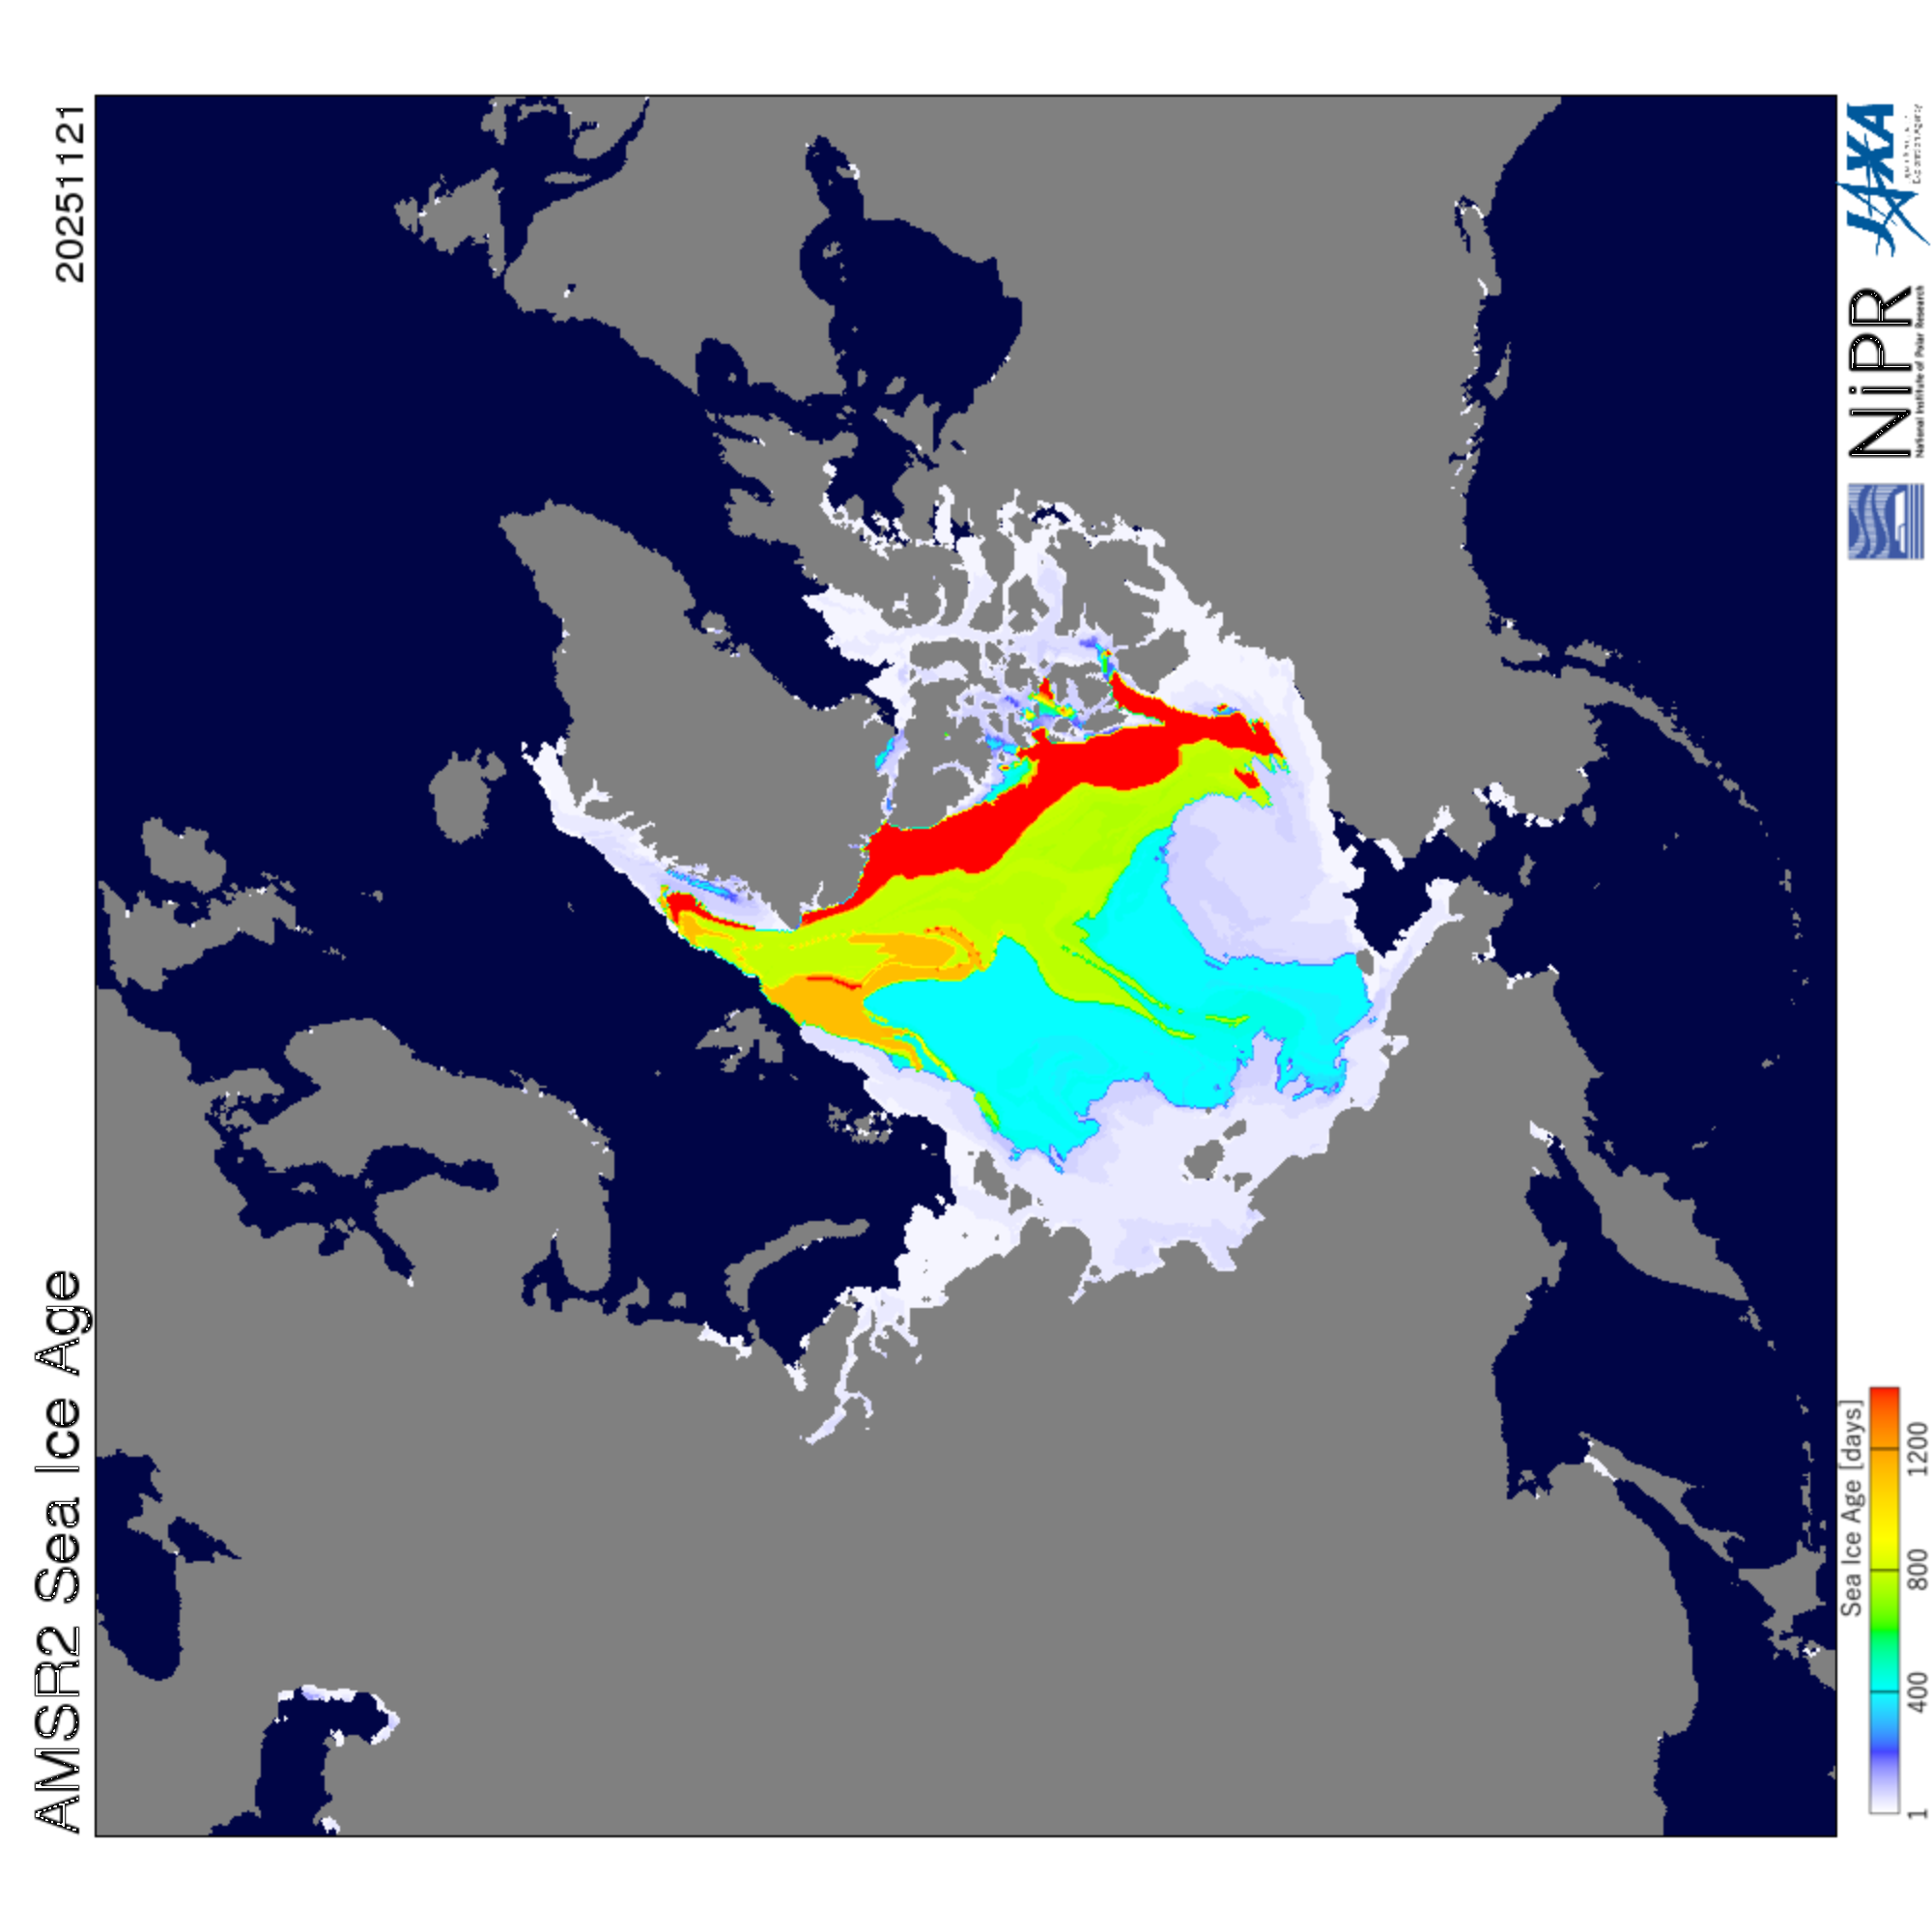 AMSR2 Sea Ice Age
20251121
Sea Ice Age [days]
1
400
800
1200
NiPR
National Institute of Polar Research
JAXA